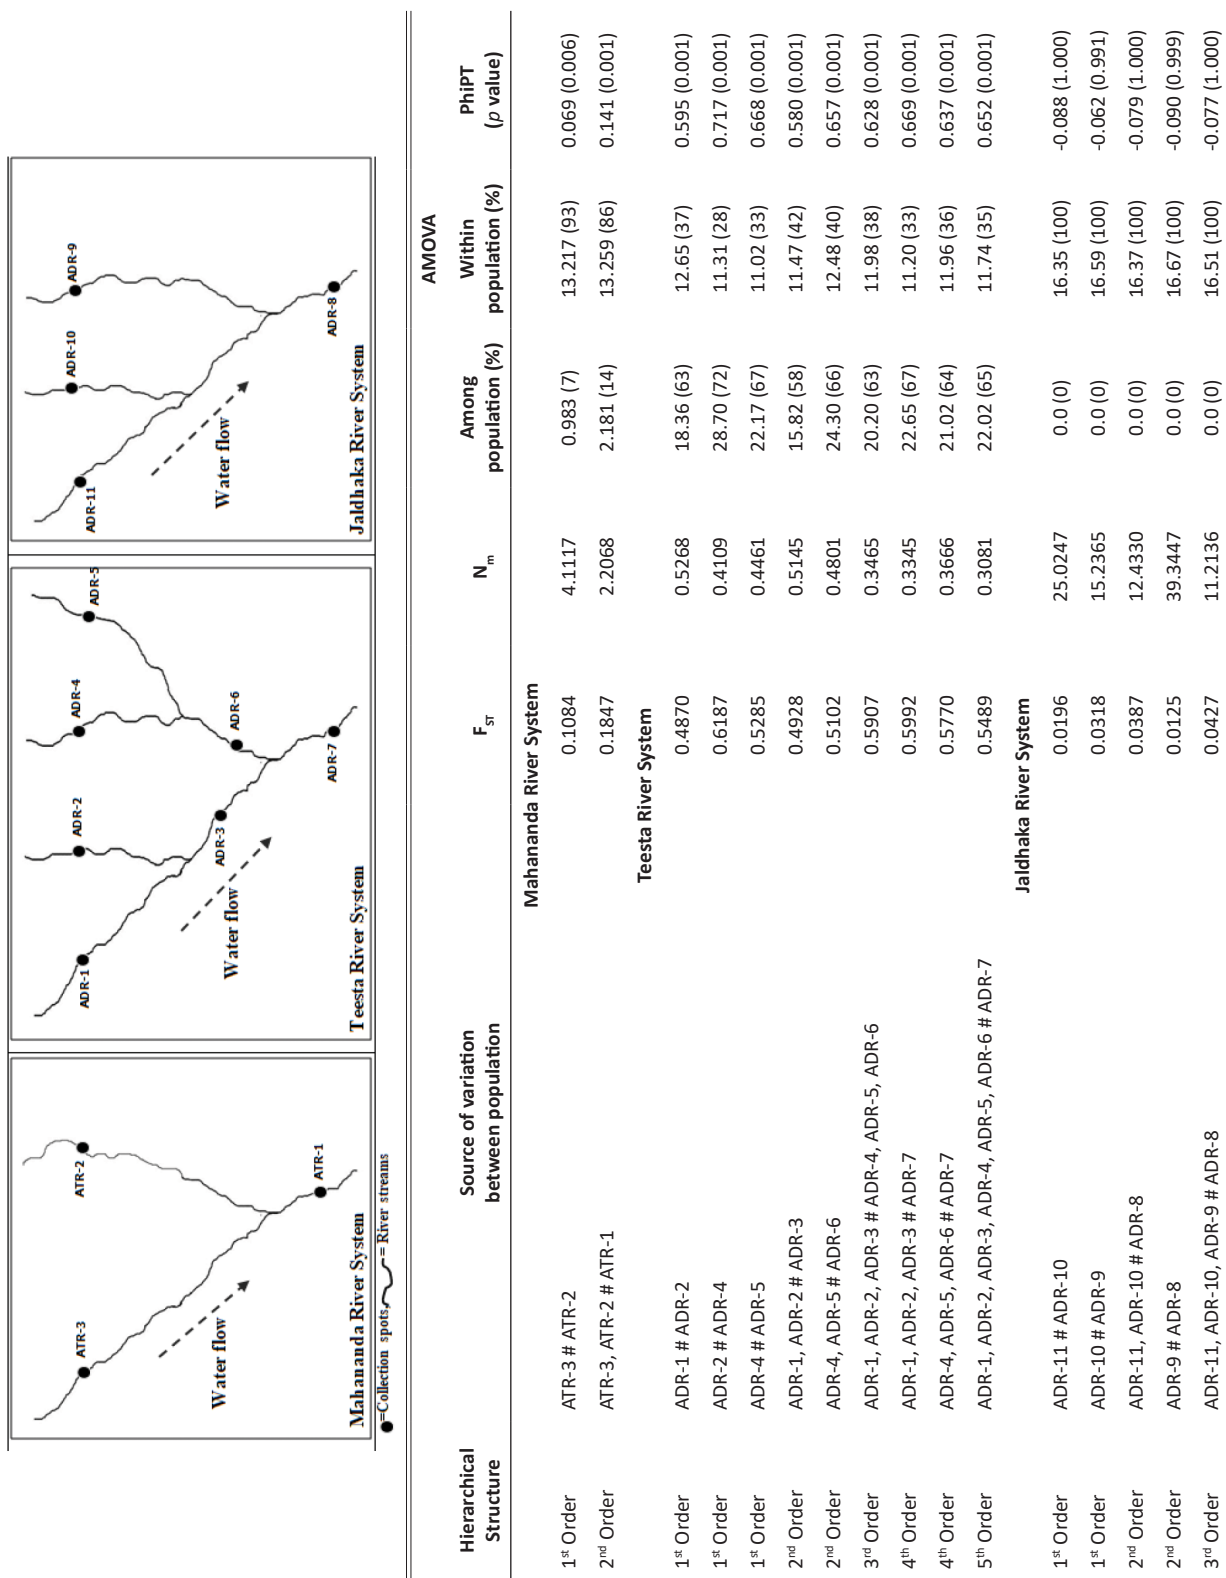 ATR-3
ATR-2
ATR-1
Water flow
Mahananda River System
ADR-1
ADR-2
ADR-3
ADR-4
ADR-5
ADR-6
ADR-7
Water flow
Teesta River System
ADR-11
ADR-10
ADR-9
ADR-8
Water flow
Jaldhaka River System
=Collection spots, = River streams
Hierarchical Structure Source of variation between population FST Nm AMOVA Among population (%) Within population (%) PhiPT (p value)
Mahananda River System
1st Order ATR-3 # ATR-2 0.1084 4.1117 0.983 (7) 13.217 (93) 0.069 (0.006)
2nd Order ATR-3, ATR-2 # ATR-1 0.1847 2.2068 2.181 (14) 13.259 (86) 0.141 (0.001)
Teesta River System
1st Order ADR-1 # ADR-2 0.4870 0.5268 18.36 (63) 12.65 (37) 0.595 (0.001)
1st Order ADR-2 # ADR-4 0.6187 0.4109 28.70 (72) 11.31 (28) 0.717 (0.001)
1st Order ADR-4 # ADR-5 0.5285 0.4461 22.17 (67) 11.02 (33) 0.668 (0.001)
2nd Order ADR-1, ADR-2 # ADR-3 0.4928 0.5145 15.82 (58) 11.47 (42) 0.580 (0.001)
2nd Order ADR-4, ADR-5 # ADR-6 0.5102 0.4801 24.30 (66) 12.48 (40) 0.657 (0.001)
3rd Order ADR-1, ADR-2, ADR-3 # ADR-4, ADR-5, ADR-6 0.5907 0.3465 20.20 (63) 11.98 (38) 0.628 (0.001)
4th Order ADR-1, ADR-2, ADR-3 # ADR-7 0.5992 0.3345 22.65 (67) 11.20 (33) 0.669 (0.001)
4th Order ADR-4, ADR-5, ADR-6 # ADR-7 0.5770 0.3666 21.02 (64) 11.96 (36) 0.637 (0.001)
5th Order ADR-1, ADR-2, ADR-3, ADR-4, ADR-5, ADR-6 # ADR-7 0.5489 0.3081 22.02 (65) 11.74 (35) 0.652 (0.001)
Jaldhaka River System
1st Order ADR-11 # ADR-10 0.0196 25.0247 0.0 (0) 16.35 (100) -0.088 (1.000)
1st Order ADR-10 # ADR-9 0.0318 15.2365 0.0 (0) 16.59 (100) -0.062 (0.991)
2nd Order ADR-11, ADR-10 # ADR-8 0.0387 12.4330 0.0 (0) 16.37 (100) -0.079 (1.000)
2nd Order ADR-9 # ADR-8 0.0125 39.3447 0.0 (0) 16.67 (100) -0.090 (0.999)
3rd Order ADR-11, ADR-10, ADR-9 # ADR-8 0.0427 11.2136 0.0 (0) 16.51 (100) -0.077 (1.000)